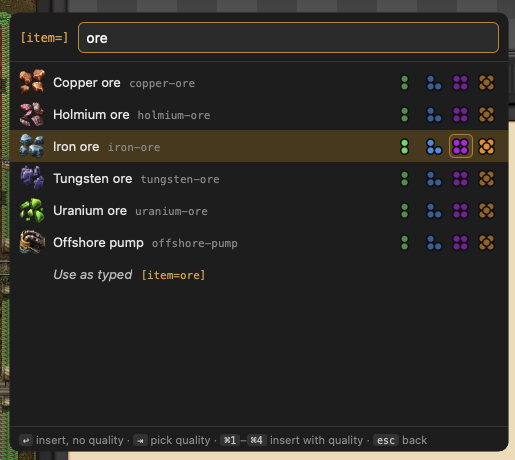 [item=] ore
Copper ore copper-ore
Holmium ore holmium-ore
Iron ore iron-ore
Tungsten ore tungsten-ore
Uranium ore uranium-ore
Offshore pump offshore-pump
Use as typed [item=ore]
↩ insert, no quality · ⇥ pick quality · ⌘1–⌘4 insert with quality · esc back